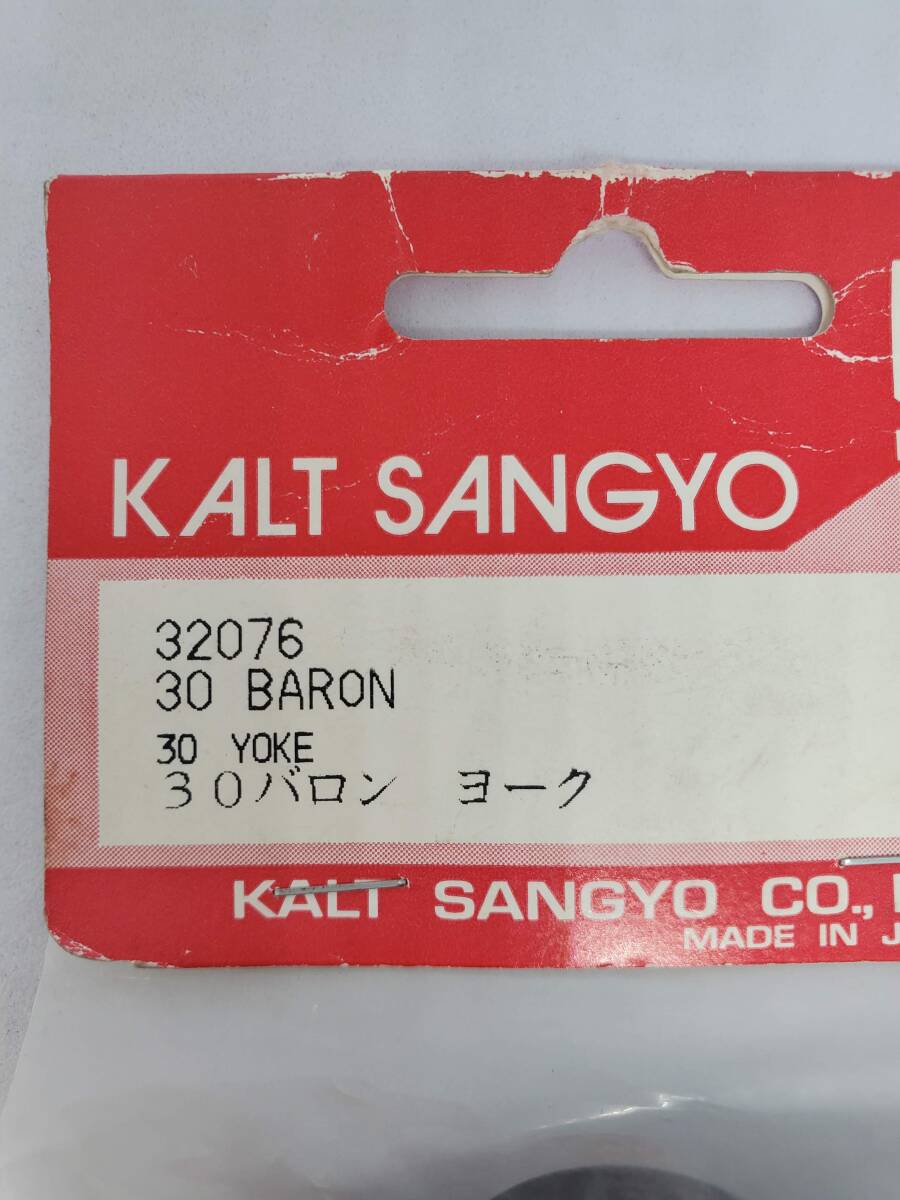 KALT SANGYO
32076
30 BARON
30 YOKE
30バロン ヨーク
KALT SANGYO CO.,
MADE IN J